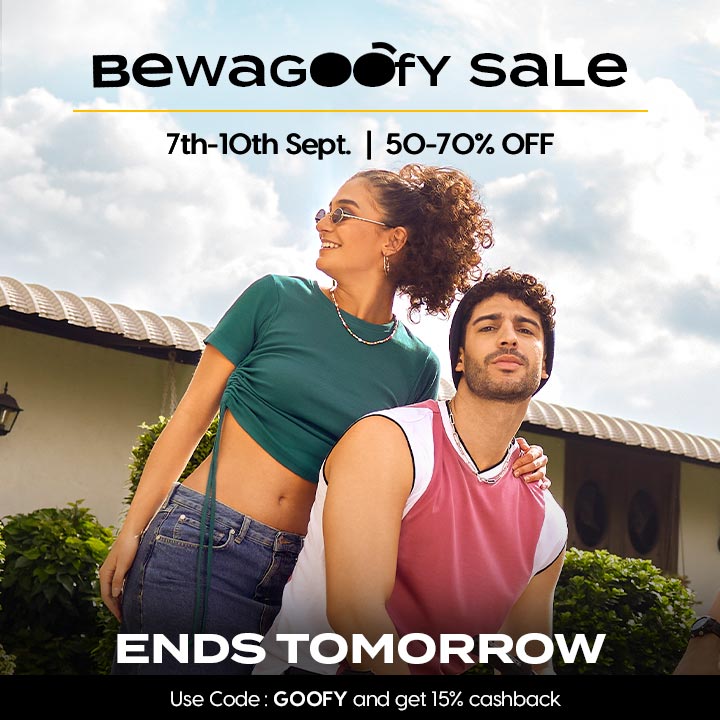 BeWAGOOfY SaLe
7th-10th Sept. | 50-70% OFF
ENDS TOMORROW
Use Code : GOOFY and get 15% cashback